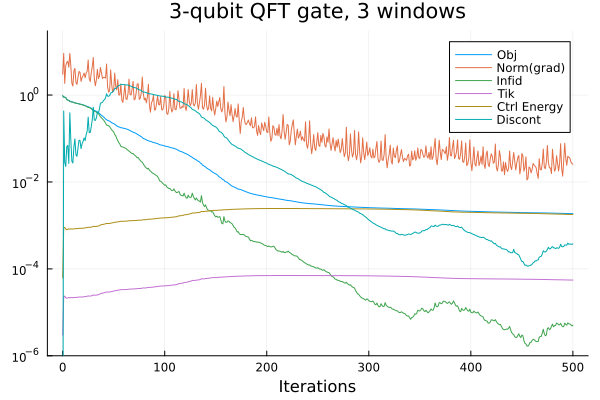 3-qubit QFT gate, 3 windows
Obj
Norm(grad)
Infid
Tik
Ctrl Energy
Discont
10^0
10^-2
10^-4
10^-6
0 100 200 300 400 500
Iterations